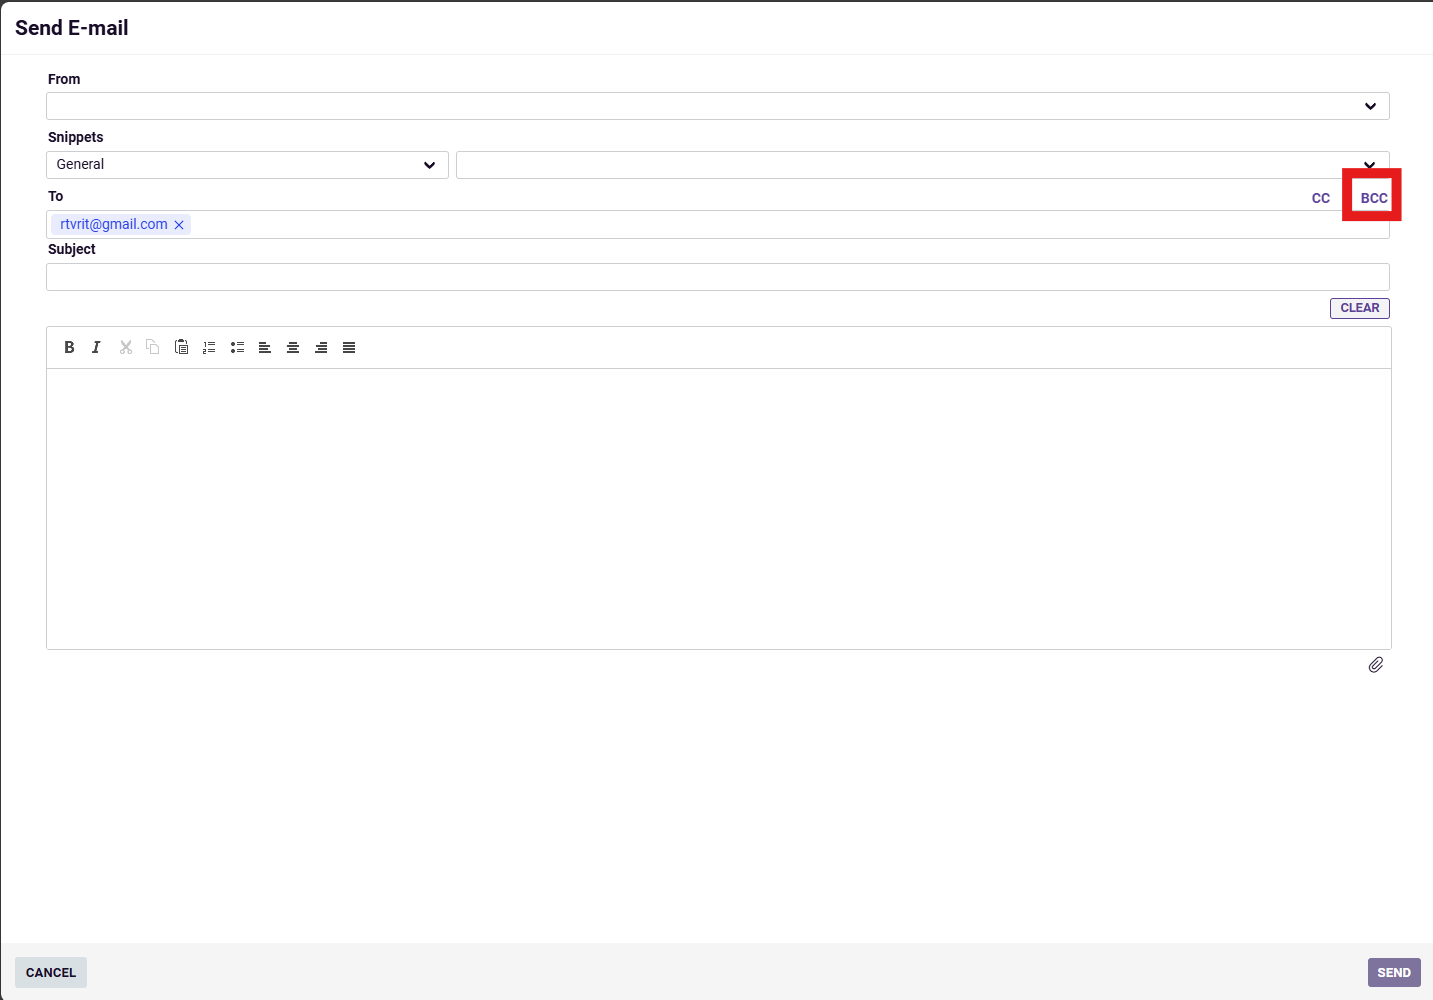 Send E-mail
From
Snippets
General
To
CC BCC
rtvrit@gmail.com
Subject
CLEAR
B I
CANCEL SEND